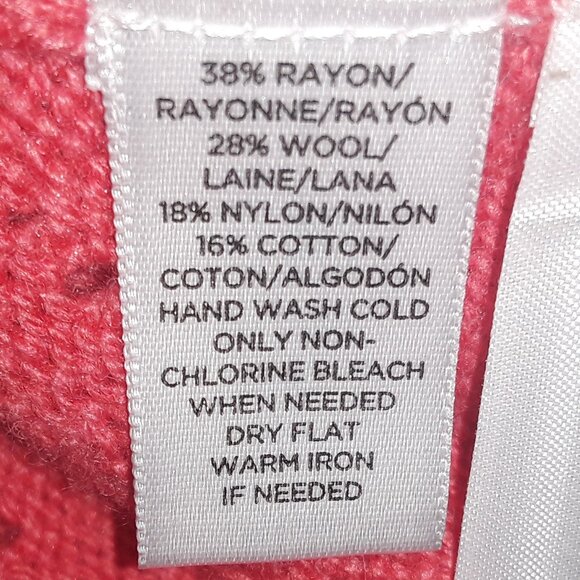 38% RAYON/
RAYONNE/RAYÓN
28% WOOL/
LAINE/LANA
18% NYLON/NILÓN
16% COTTON/
COTON/ALGODÓN
HAND WASH COLD
ONLY NON-
CHLORINE BLEACH
WHEN NEEDED
DRY FLAT
WARM IRON
IF NEEDED